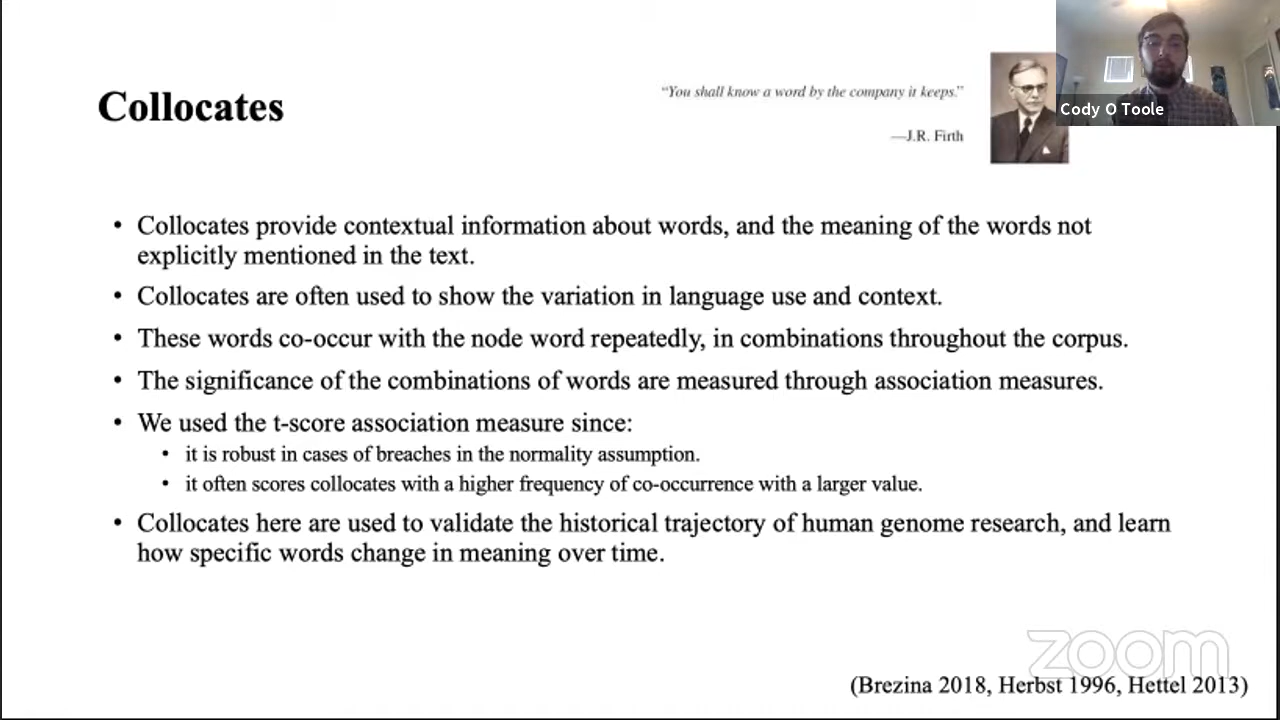 Collocates
“You shall know a word by the company it keeps.”
—J.R. Firth
Cody O Toole
• Collocates provide contextual information about words, and the meaning of the words not
explicitly mentioned in the text.
• Collocates are often used to show the variation in language use and context.
• These words co-occur with the node word repeatedly, in combinations throughout the corpus.
• The significance of the combinations of words are measured through association measures.
• We used the t-score association measure since:
• it is robust in cases of breaches in the normality assumption.
• it often scores collocates with a higher frequency of co-occurrence with a larger value.
• Collocates here are used to validate the historical trajectory of human genome research, and learn
how specific words change in meaning over time.
zoom
(Brezina 2018, Herbst 1996, Hettel 2013)